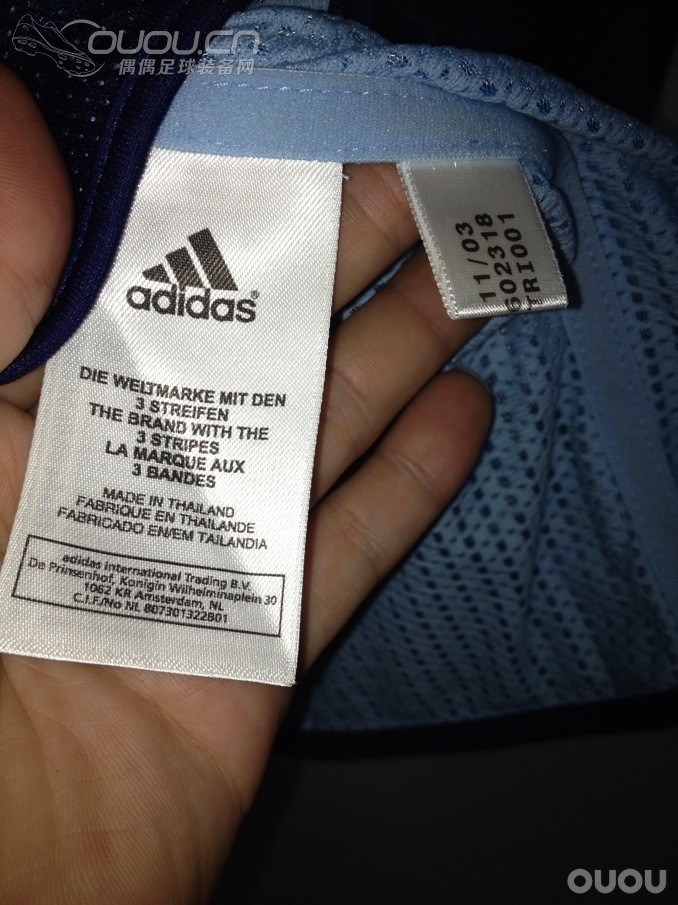 OUOU.CN
偶偶足球装备网
11/03
602318
TRI001
adidas®
DIE WELTMARKE MIT DEN
3 STREIFEN
THE BRAND WITH THE
3 STRIPES
LA MARQUE AUX
3 BANDES
MADE IN THAILAND
FABRIQUE EN THAILANDE
FABRICADO EN/EM TAILANDIA
adidas International Trading B.V.
De Prinsenhof, Konigin Wilhelminaplein 30
1062 KR Amsterdam, NL
C.I.F./No NL 807301322B01
OUOU